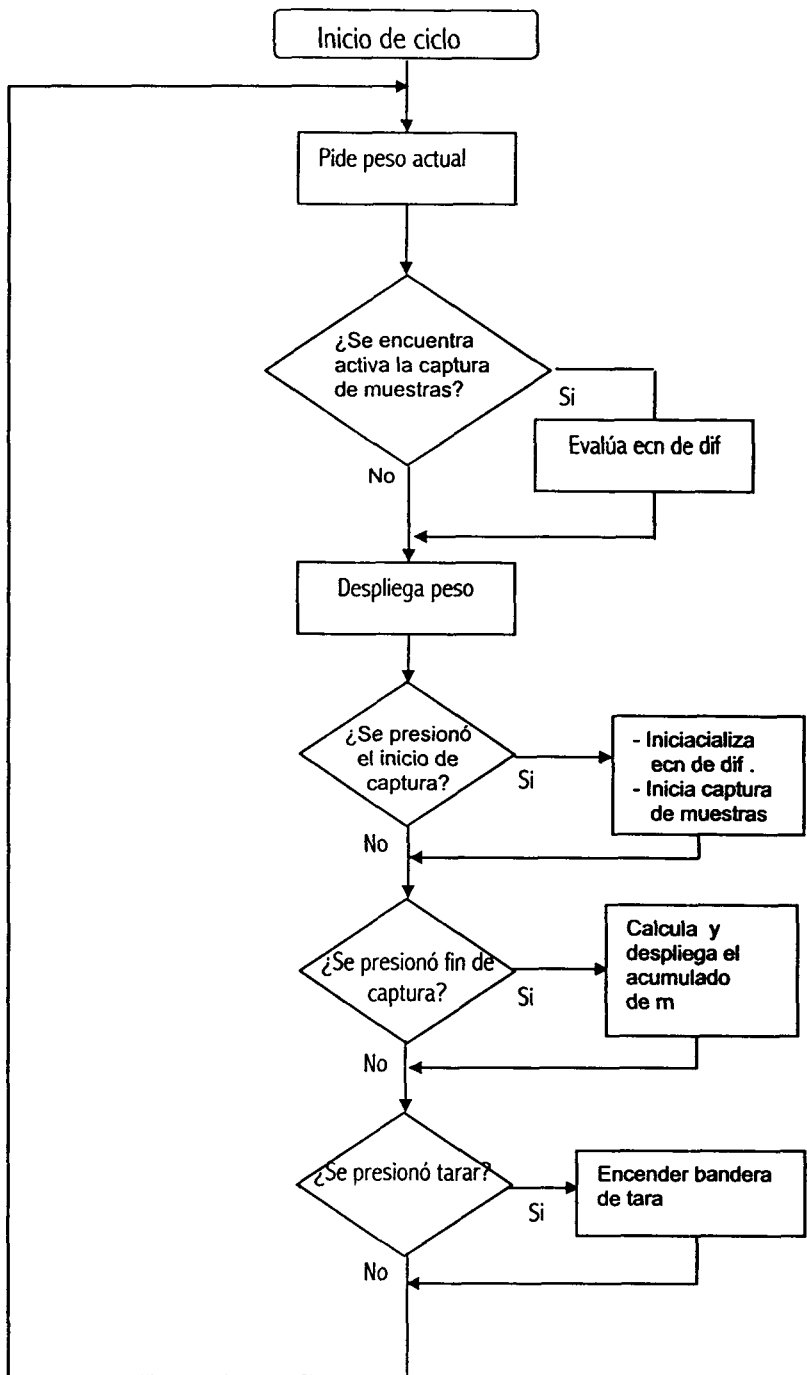 Inicio de ciclo
Pide peso actual
¿Se encuentra
activa la captura
de muestras?
Si
Evalúa ecn de dif
No
Despliega peso
¿Se presionó
el inicio de
captura?
Si
- Iniciacializa
ecn de dif .
- Inicia captura
de muestras
No
¿Se presionó fin de
captura?
Si
Calcula y
despliega el
acumulado
de m
No
¿Se presionó tarar?
Si
Encender bandera
de tara
No